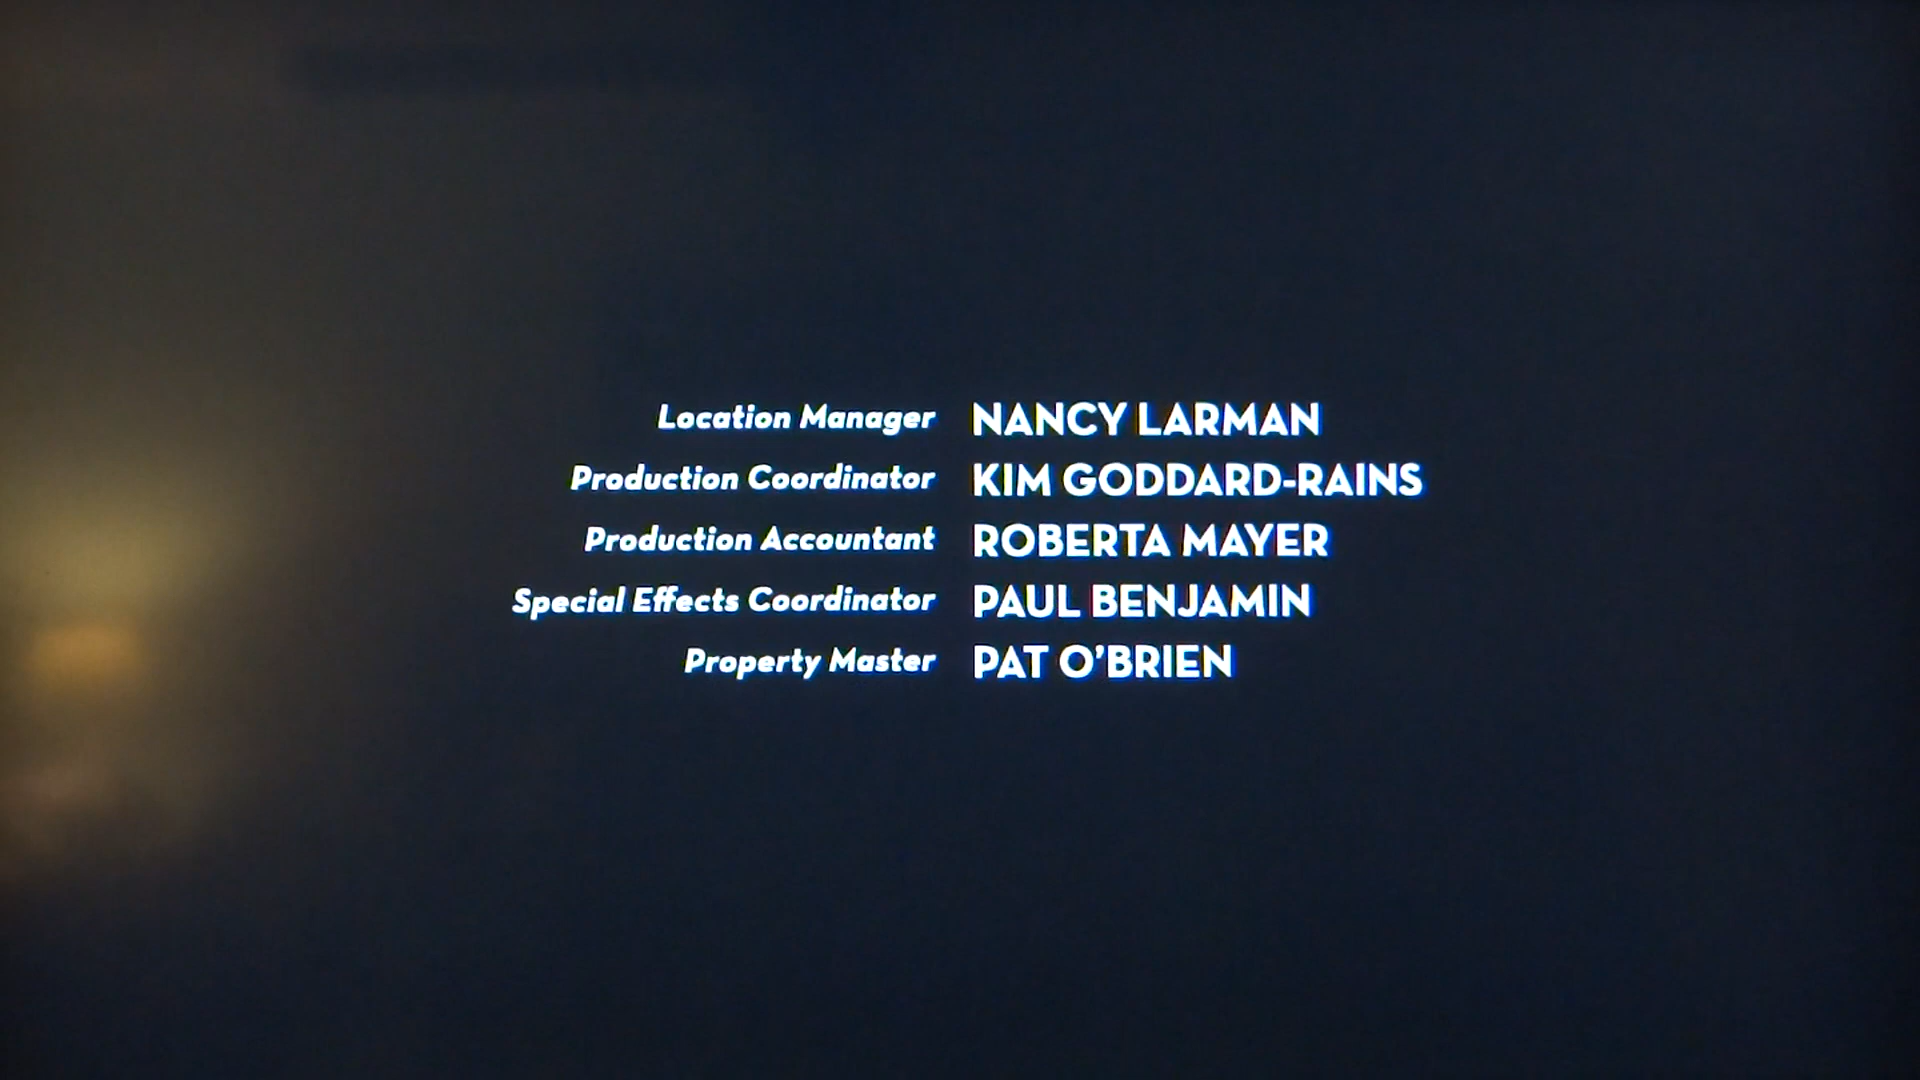 Location Manager NANCY LARMAN
Production Coordinator KIM GODDARD-RAINS
Production Accountant ROBERTA MAYER
Special Effects Coordinator PAUL BENJAMIN
Property Master PAT O’BRIEN